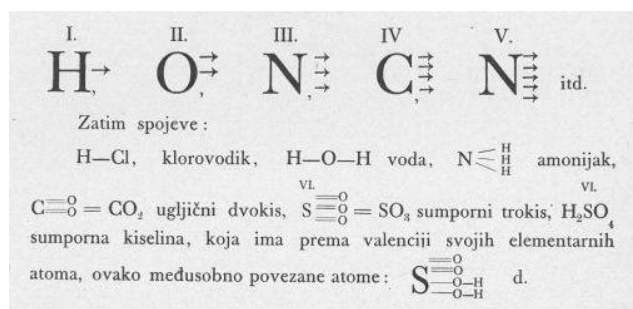 I. II. III. IV V.
H→, O⇉, N→→→, C→→→→, N→→→→→ itd.
Zatim spojeve:
H—Cl, klorovodik, H—O—H voda, N≡H H H amonijak,
VI. VI.
C=O=O = CO₂ ugljični dvokis, S=O=O=O = SO₃ sumporni trokis, H₂SO₄
sumporna kiselina, koja ima prema valenciji svojih elementarnih
atoma, ovako međusobno povezane atome: S=O=O—O—H—O—H d.